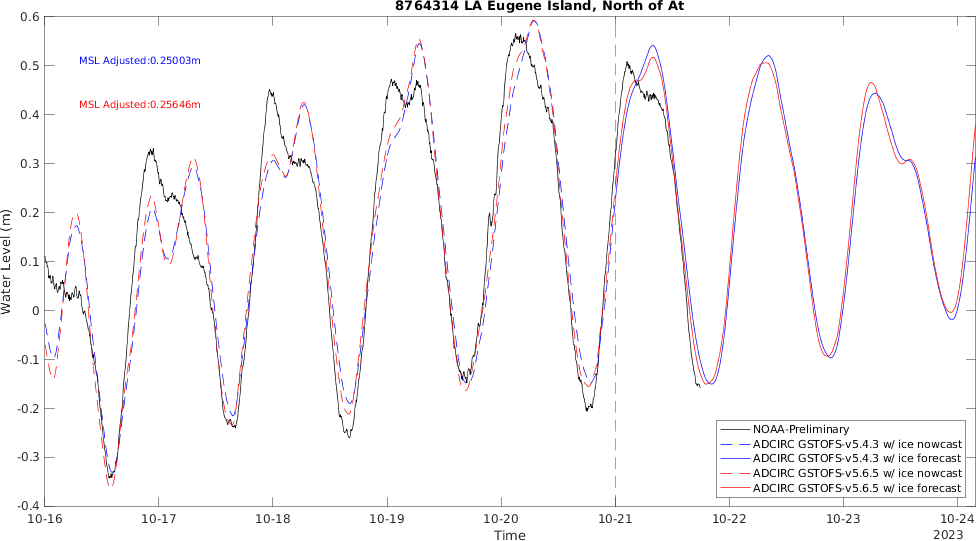 8764314 LA Eugene Island, North of At
MSL Adjusted:0.25003m
MSL Adjusted:0.25646m
Water Level (m)
0.6
0.5
0.4
0.3
0.2
0.1
0
-0.1
-0.2
-0.3
-0.4
NOAA-Preliminary
ADCIRC GSTOFS-v5.4.3 w/ ice nowcast
ADCIRC GSTOFS-v5.4.3 w/ ice forecast
ADCIRC GSTOFS-v5.6.5 w/ ice nowcast
ADCIRC GSTOFS-v5.6.5 w/ ice forecast
10-16 10-17 10-18 10-19 10-20 10-21 10-22 10-23 10-24
Time
2023